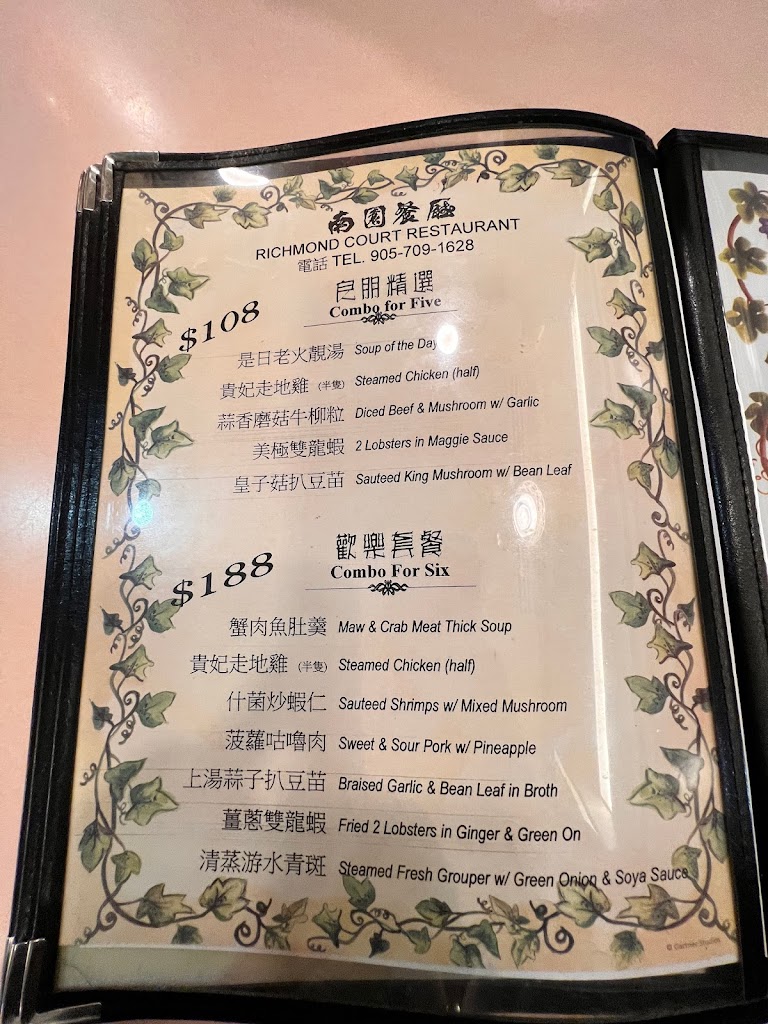 南園餐廳
RICHMOND COURT RESTAURANT
電話 TEL. 905-709-1628
良朋精選
Combo for Five
$108
是日老火靚湯 Soup of the Day
貴妃走地雞 (半隻) Steamed Chicken (half)
蒜香磨菇牛柳粒 Diced Beef & Mushroom w/ Garlic
美極雙龍蝦 2 Lobsters in Maggie Sauce
皇子菇扒豆苗 Sauteed King Mushroom w/ Bean Leaf
歡樂套餐
Combo For Six
$188
蟹肉魚肚羹 Maw & Crab Meat Thick Soup
貴妃走地雞 (半隻) Steamed Chicken (half)
什菌炒蝦仁 Sauteed Shrimps w/ Mixed Mushroom
菠蘿咕嚕肉 Sweet & Sour Pork w/ Pineapple
上湯蒜子扒豆苗 Braised Garlic & Bean Leaf in Broth
薑蔥雙龍蝦 Fried 2 Lobsters in Ginger & Green On
清蒸游水青斑 Steamed Fresh Grouper w/ Green Onion & Soya Sauce
© Gartner Studios